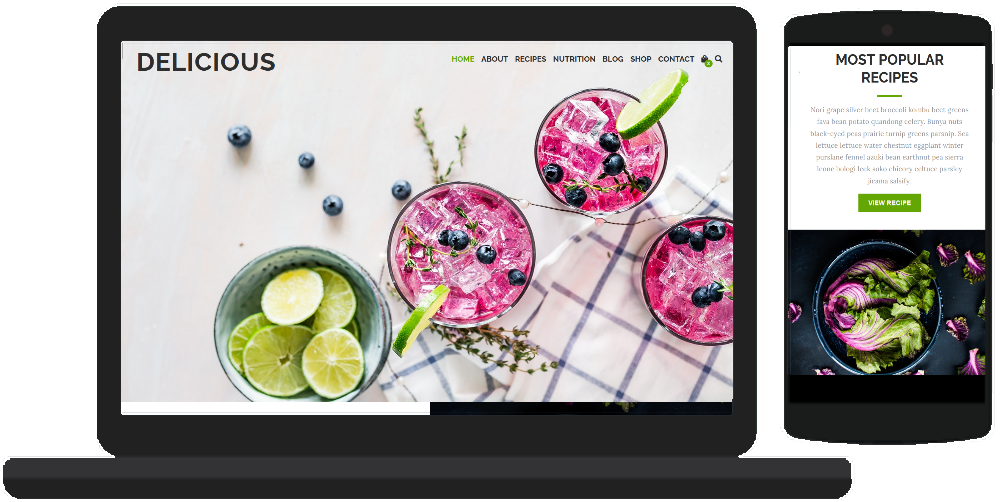 DELICIOUS
HOME ABOUT RECIPES NUTRITION BLOG SHOP CONTACT
MOST POPULAR
RECIPES
Nori grape silver beet broccoli kombu beet greens
fava bean potato quandong celery. Bunya nuts
black-eyed peas prairie turnip greens parsnip. Sea
lettuce lettuce water chestnut eggplant winter
purslane fennel azuki bean earthnut pea sierra
leone bologi leek soko chicory celtuce parsley
jicama salsify.
VIEW RECIPE